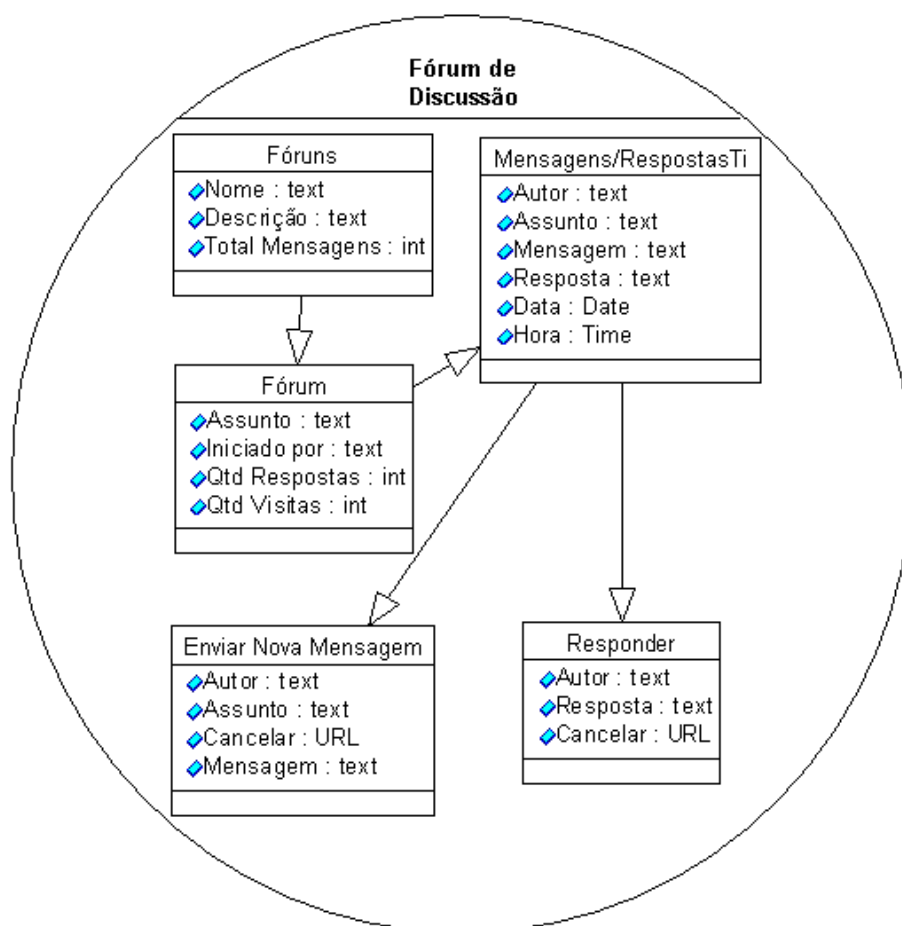 Fórum de
Discussão
Fóruns
Nome : text
Descrição : text
Total Mensagens : int
Mensagens/RespostasTi
Autor : text
Assunto : text
Mensagem : text
Resposta : text
Data : Date
Hora : Time
Fórum
Assunto : text
Iniciado por : text
Qtd Respostas : int
Qtd Visitas : int
Enviar Nova Mensagem
Autor : text
Assunto : text
Cancelar : URL
Mensagem : text
Responder
Autor : text
Resposta : text
Cancelar : URL